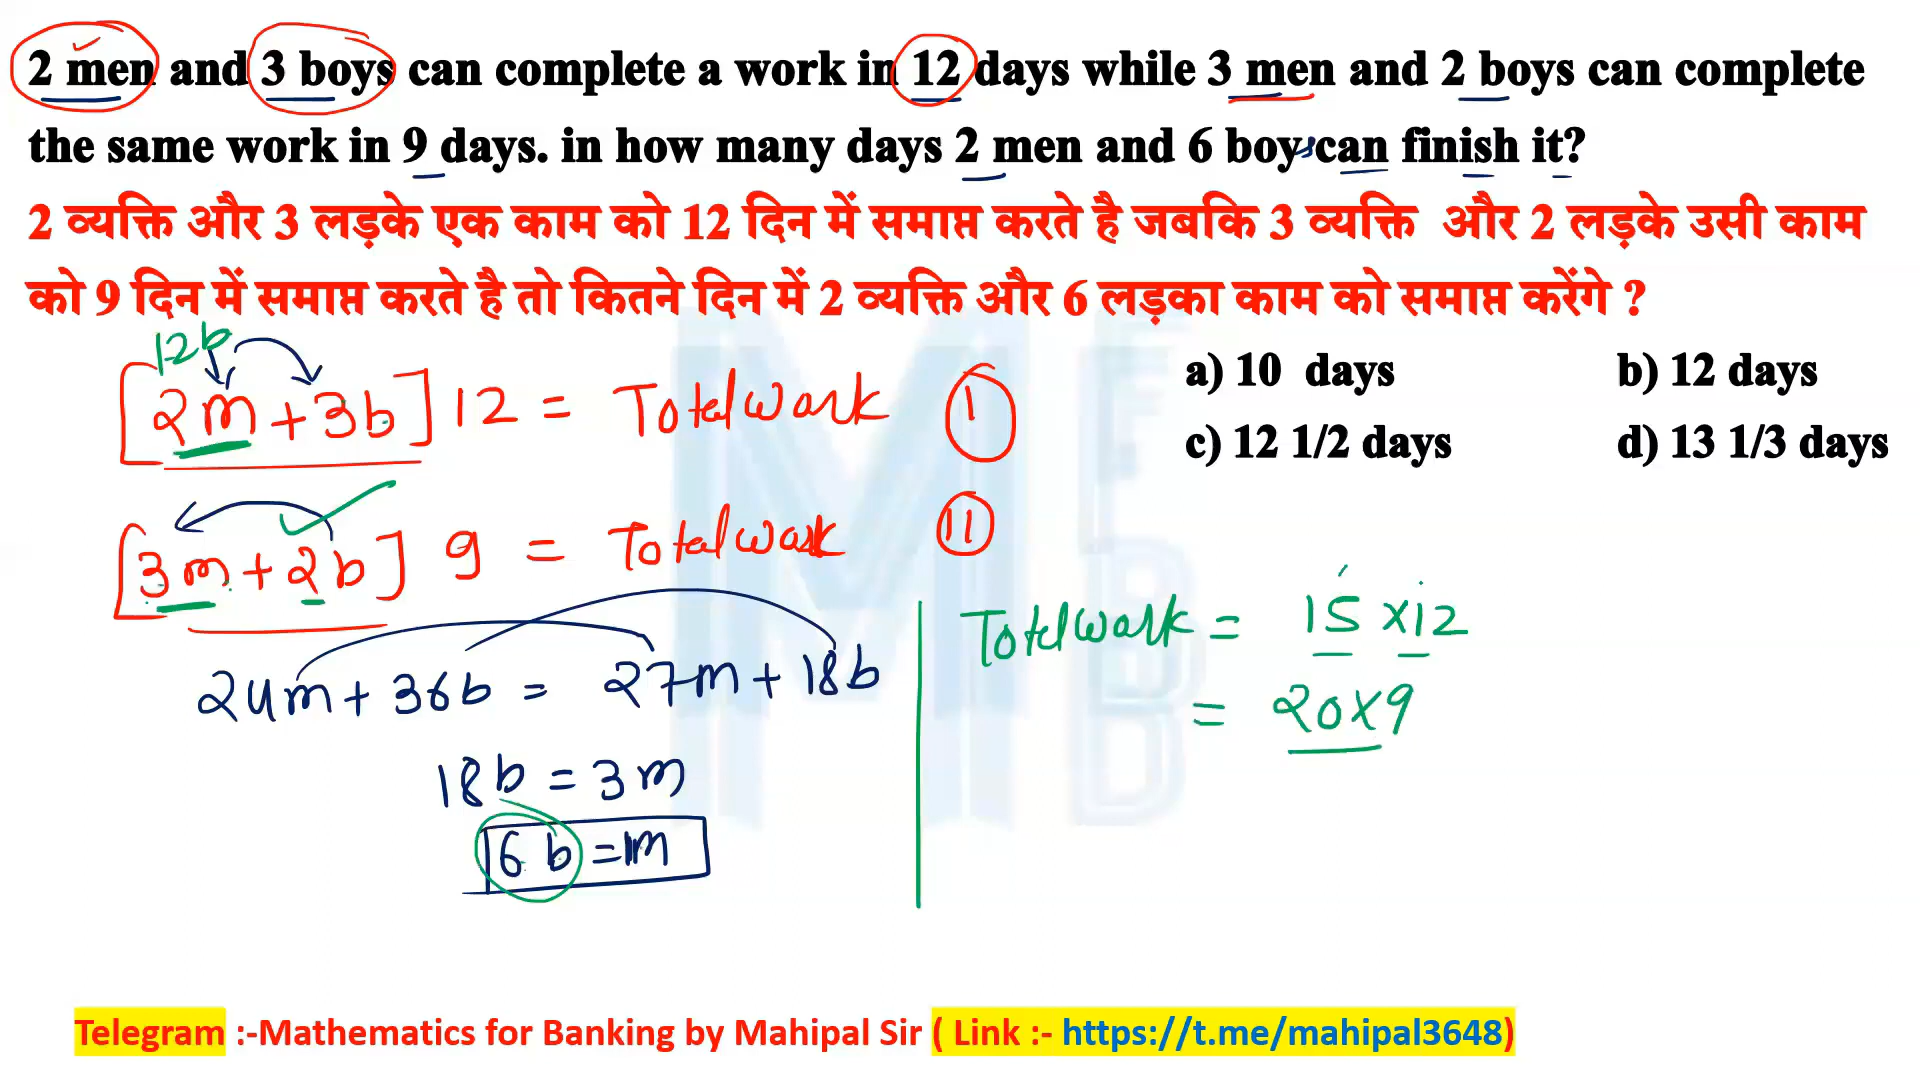 2 men and 3 boys can complete a work in 12 days while 3 men and 2 boys can complete
the same work in 9 days. in how many days 2 men and 6 boys can finish it?
2 व्यक्ति और 3 लड़के एक काम को 12 दिन में समाप्त करते है जबकि 3 व्यक्ति और 2 लड़के उसी काम
को 9 दिन में समाप्त करते है तो कितने दिन में 2 व्यक्ति और 6 लड़का काम को समाप्त करेंगे ?
a) 10 days b) 12 days
c) 12 1/2 days d) 13 1/3 days
12b
[2m+3b] 12 = Total work I
[3m+2b] 9 = Total work II
24m+36b = 27m+18b
18b = 3m
6b = 1m
Total work = 15×12
= 20×9
Telegram :-Mathematics for Banking by Mahipal Sir ( Link :- https://t.me/mahipal3648)